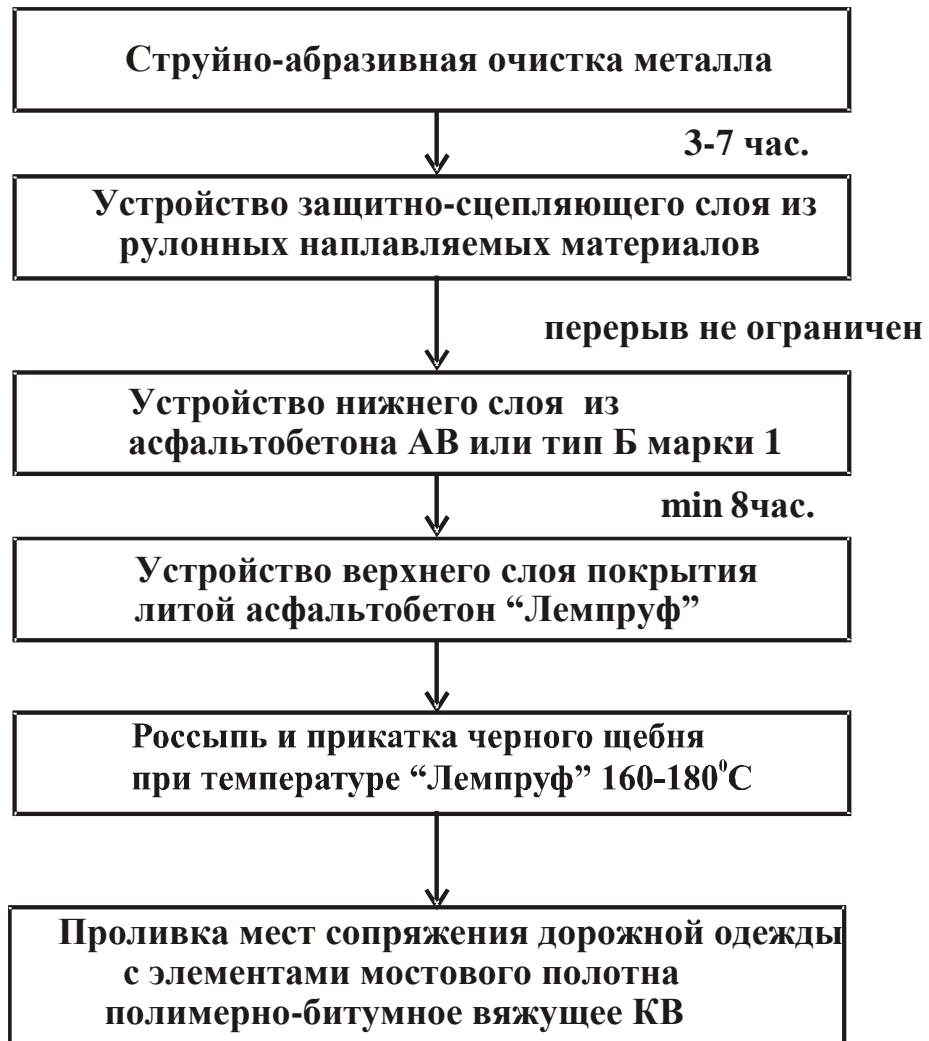 Струйно-абразивная очистка металла
3-7 час.
Устройство защитно-сцепляющего слоя из
рулонных наплавляемых материалов
перерыв не ограничен
Устройство нижнего слоя из
асфальтобетона АВ или тип Б марки 1
min 8час.
Устройство верхнего слоя покрытия
литой асфальтобетон “Лемпруф”
Россыпь и прикатка черного щебня
при температуре “Лемпруф” 160-180⁰С
Проливка мест сопряжения дорожной одежды
с элементами мостового полотна
полимерно-битумное вяжущее КВ